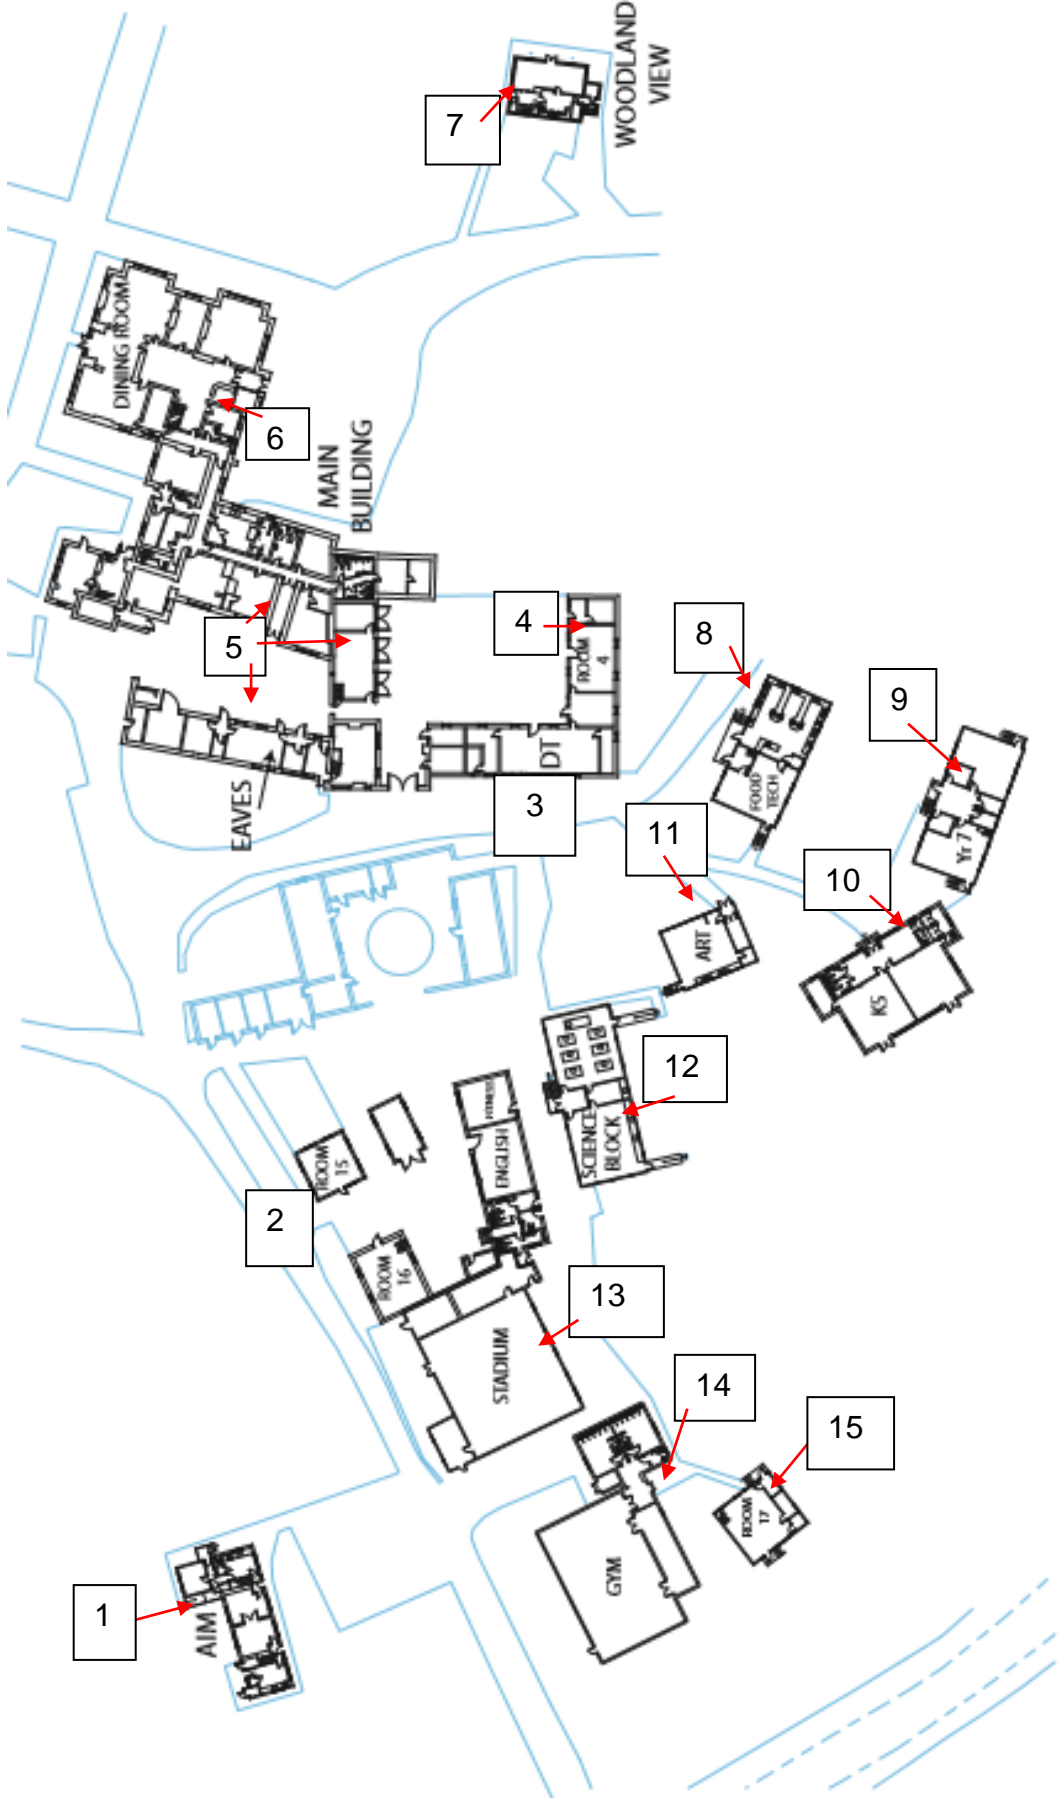 WOODLAND
VIEW
7
DINING ROOM
6
MAIN
BUILDING
5
4
ROOM
4
8
9
EAVES
DT
3
FOOD
TECH
11
Yr 7
10
ART
KS
12
SCIENCE
BLOCK
FITNESS
ENGLISH
ROOM
15
2
ROOM
16
13
STADIUM
14
15
ROOM
17
GYM
1
AIM